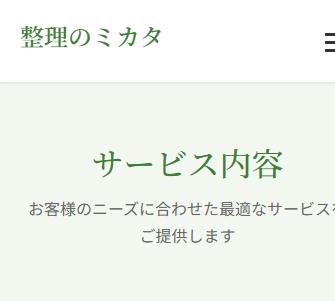 整理のミカタ
サービス内容
お客様のニーズに合わせた最適なサービスを
ご提供します